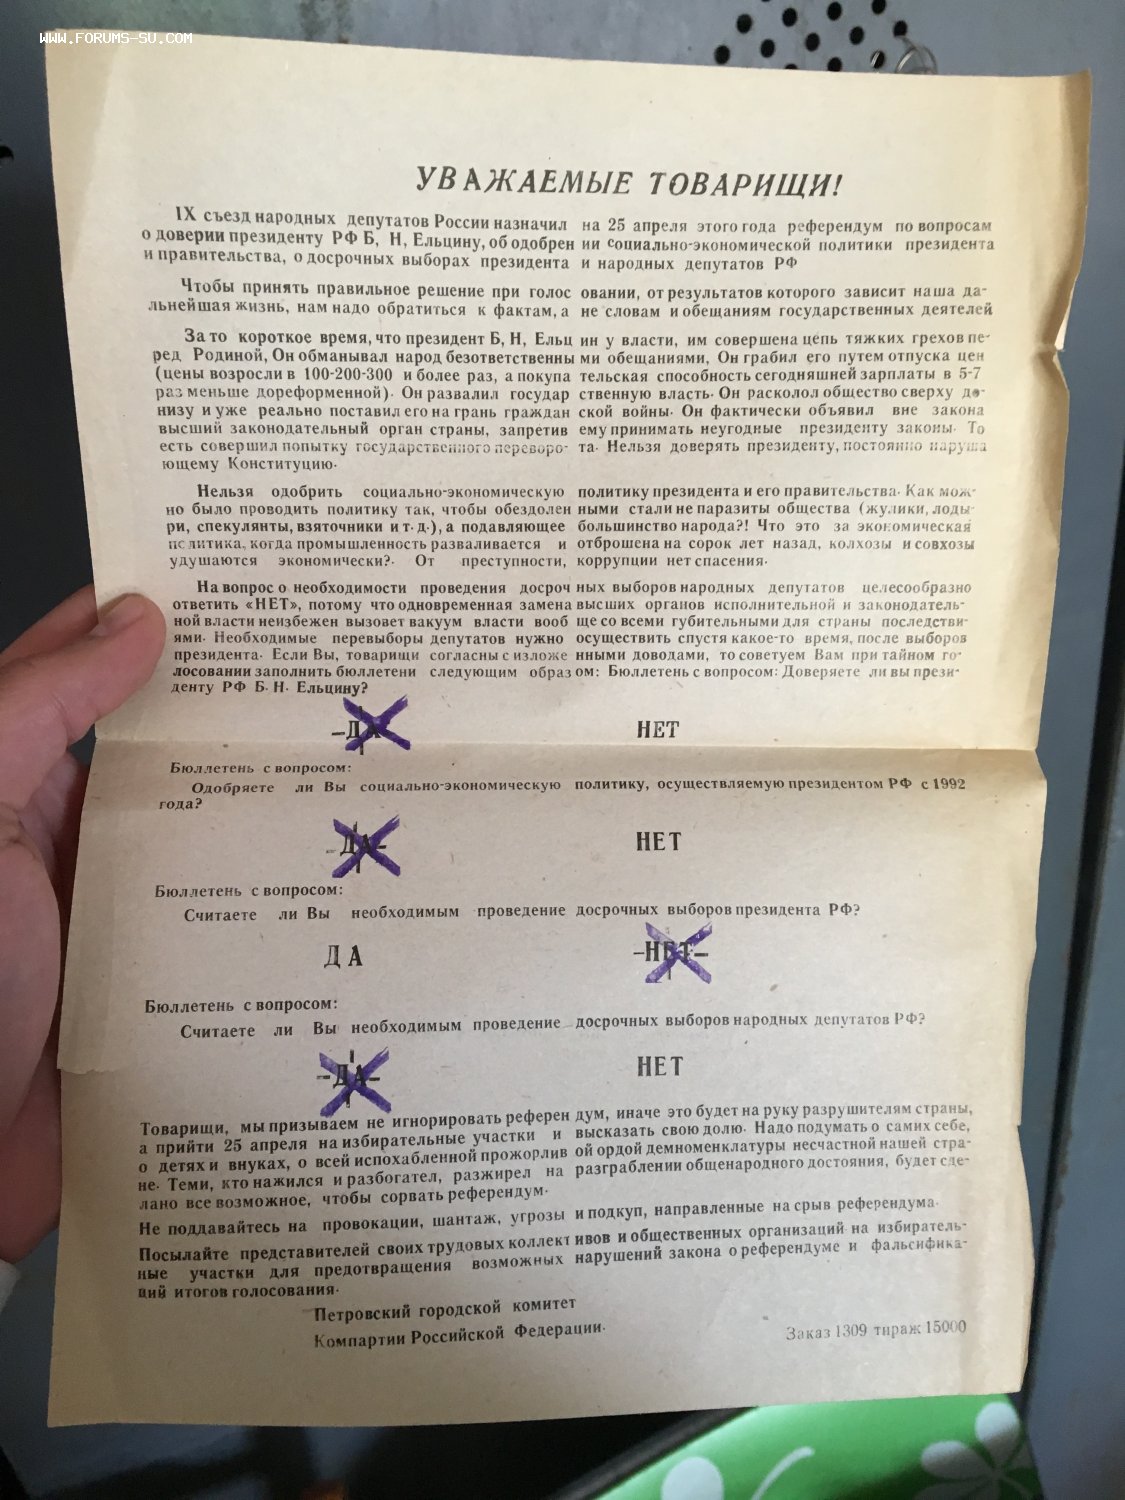 WWW.FORUMS-SU.COM
УВАЖАЕМЫЕ ТОВАРИЩИ!
IX съезд народных депутатов России назначил на 25 апреля этого года референдум по вопросам
о доверии президенту РФ Б, Н, Ельцину, об одобрен ии социально-экономической политики президента
и правительства, о досрочных выборах президента и народных депутатов РФ
Чтобы принять правильное решение при голос овании, от результатов которого зависит наша да-
льнейшая жизнь, нам надо обратиться к фактам, а не словам и обещаниям государственных деятелей
За то короткое время, что президент Б, Н, Ельц ин у власти, им совершена цепь тяжких грехов пе-
ред Родиной, Он обманывал народ безответственны ми обещаниями, Он грабил его путем отпуска цен
(цены возросли в 100-200-300 и более раз, а покупа тельская способность сегодняшней зарплаты в 5-7
раз меньше дореформенной). Он развалил государ ственную власть. Он расколол общество сверху до-
низу и уже реально поставил его на грань граждан ской войны. Он фактически объявил вне закона
высший законодательный орган страны, запретив ему принимать неугодные президенту законы. То
есть совершил попытку государственного переворо- та. Нельзя доверять президенту, постоянно наруша
ющему Конституцию.
Нельзя одобрить социально-экономическую политику президента и его правительства. Как мож-
но было проводить политику так, чтобы обездолен ными стали не паразиты общества (жулики, лоды-
ри, спекулянты, взяточники и т. д.), а подавляющее большинство народа?! Что это за экономическая
политика, когда промышленность разваливается и отброшена на сорок лет назад, колхозы и совхозы
удушаются экономически?. От преступности, коррупции нет спасения.
На вопрос о необходимости проведения досроч ных выборов народных депутатов целесообразно
ответить «НЕТ», потому что одновременная замена высших органов исполнительной и законодатель-
ной власти неизбежен вызовет вакуум власти вооб ще со всеми губительными для страны последстви-
ями. Необходимые перевыборы депутатов нужно осуществить спустя какое-то время, после выборов
президента. Если Вы, товарищи согласны с изложе нными доводами, то советуем Вам при тайном го-
лосовании заполнить бюллетени следующим образ ом: Бюллетень с вопросом: Доверяете ли вы прези-
денту РФ Б. Н. Ельцину?
-ДА НЕТ
Бюллетень с вопросом:
Одобряете ли Вы социально-экономическую политику, осуществляемую президентом РФ с 1992
года?
-ДА- НЕТ
Бюллетень с вопросом:
Считаете ли Вы необходимым проведение досрочных выборов президента РФ?
ДА -НЕТ-
Бюллетень с вопросом:
Считаете ли Вы необходимым проведение досрочных выборов народных депутатов РФ?
-ДА- НЕТ
Товарищи, мы призываем не игнорировать референ дум, иначе это будет на руку разрушителям страны,
а прийти 25 апреля на избирательные участки и высказать свою долю. Надо подумать о самих себе,
о детях и внуках, о всей испохабленной прожорлив ой ордой демноменклатуры несчастной нашей стра-
не. Теми, кто нажился и разбогател, разжирел на разграблении общенародного достояния, будет сде-
лано все возможное, чтобы сорвать референдум.
Не поддавайтесь на провокации, шантаж, угрозы и подкуп, направленные на срыв референдума.
Посылайте представителей своих трудовых коллект ивов и общественных организаций на избиратель-
ные участки для предотвращения возможных нарушений закона о референдуме и фальсифика-
ций итогов голосования.
Петровский городской комитет
Компартии Российской Федерации.
Заказ 1309 тираж 15000